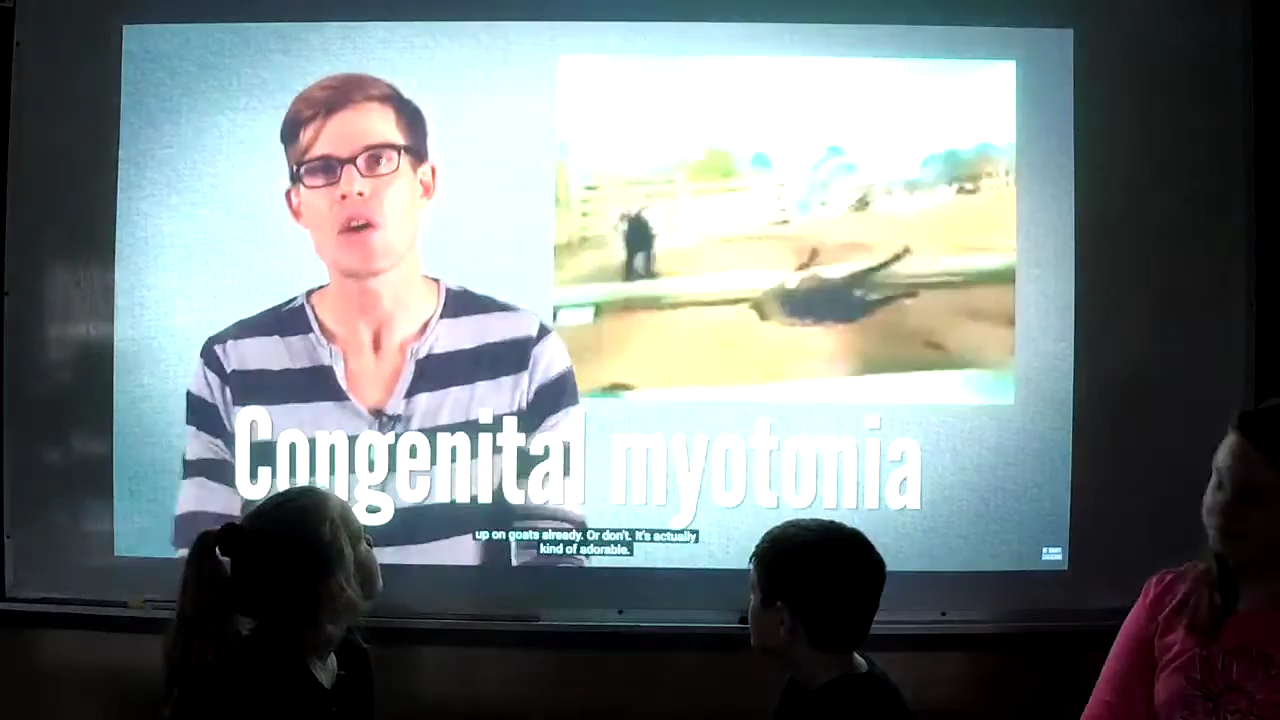 Congenital myotonia
up on goats already. Or don't. It's actually
kind of adorable.